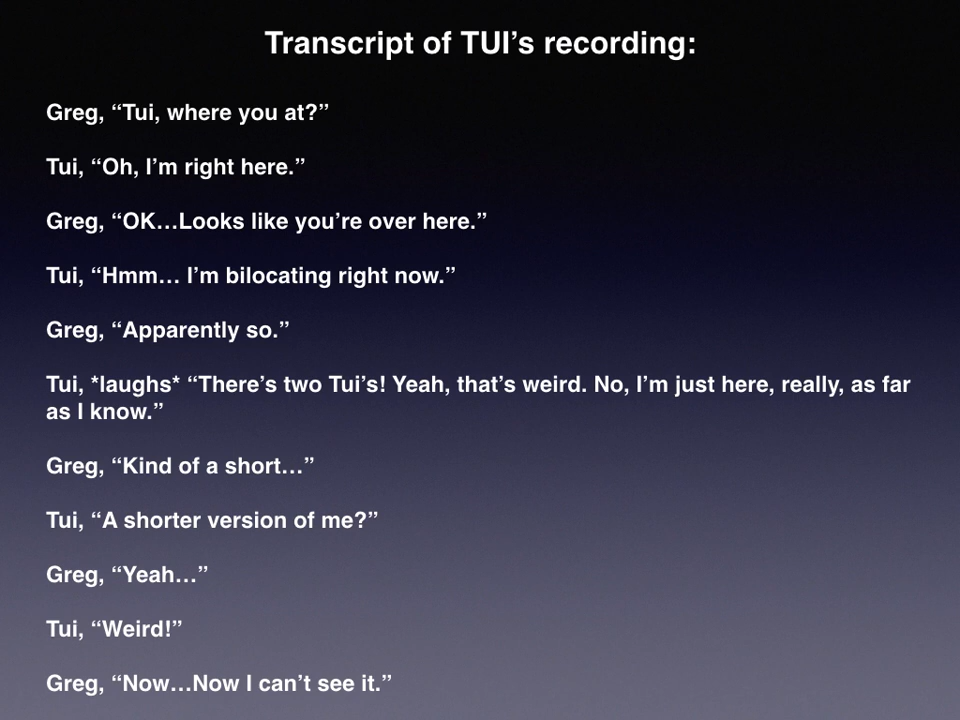 Transcript of TUI’s recording:
Greg, “Tui, where you at?”
Tui, “Oh, I’m right here.”
Greg, “OK…Looks like you’re over here.”
Tui, “Hmm… I’m bilocating right now.”
Greg, “Apparently so.”
Tui, *laughs* “There’s two Tui’s! Yeah, that’s weird. No, I’m just here, really, as far
as I know.”
Greg, “Kind of a short…”
Tui, “A shorter version of me?”
Greg, “Yeah…”
Tui, “Weird!”
Greg, “Now…Now I can’t see it.”